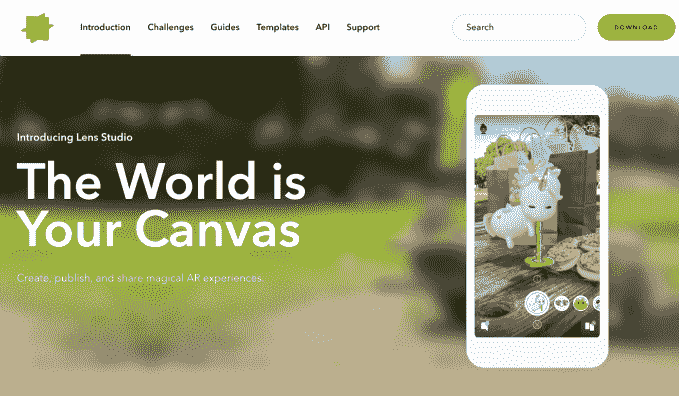 Introduction Challenges Guides Templates API Support Search DOWNLOAD
Introducing Lens Studio
The World is
Your Canvas
Create, publish, and share magical AR experiences.